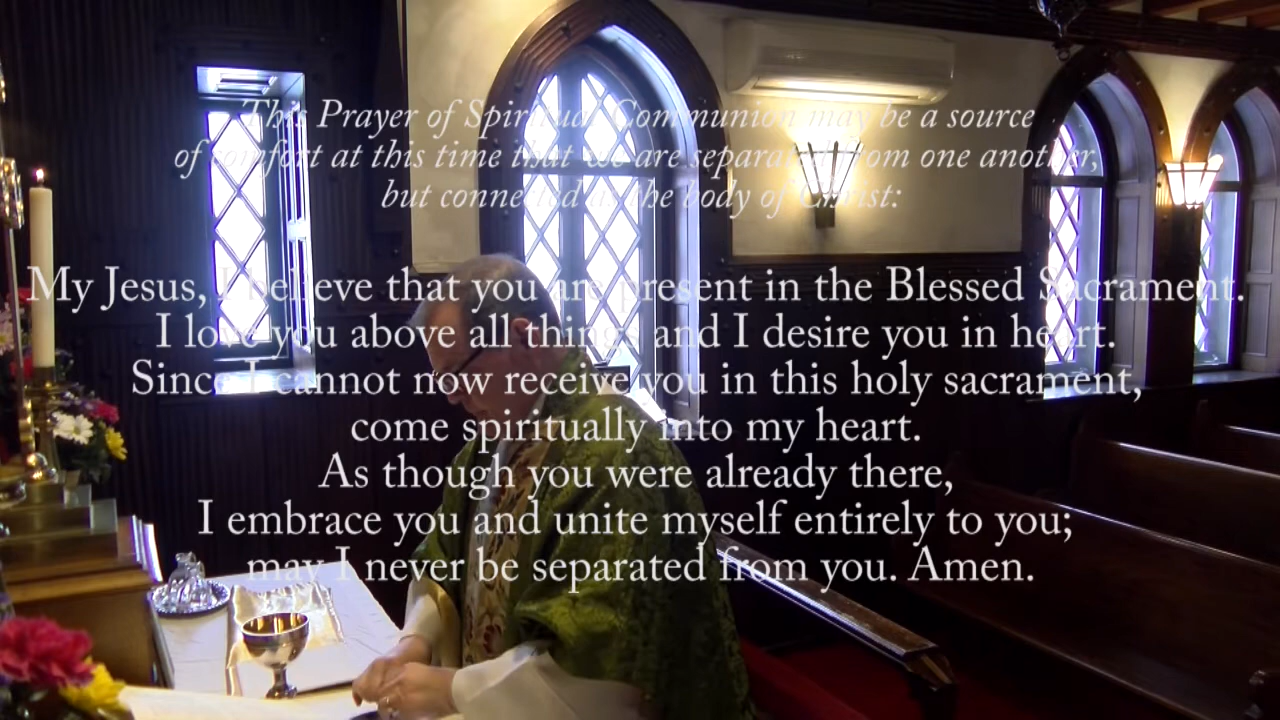 This Prayer of Spiritual Communion may be a source
of comfort at this time that we are separated from one another,
but connected as the body of Christ:
My Jesus, I believe that you are present in the Blessed Sacrament.
I love you above all things and I desire you in heart.
Since I cannot now receive you in this holy sacrament,
come spiritually into my heart.
As though you were already there,
I embrace you and unite myself entirely to you;
may I never be separated from you. Amen.